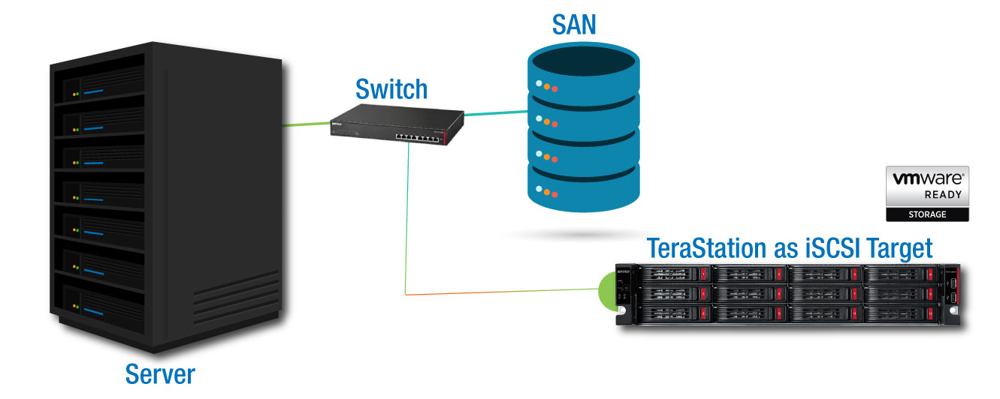 SAN
Switch
vmware®
READY
STORAGE
TeraStation as iSCSI Target
Server